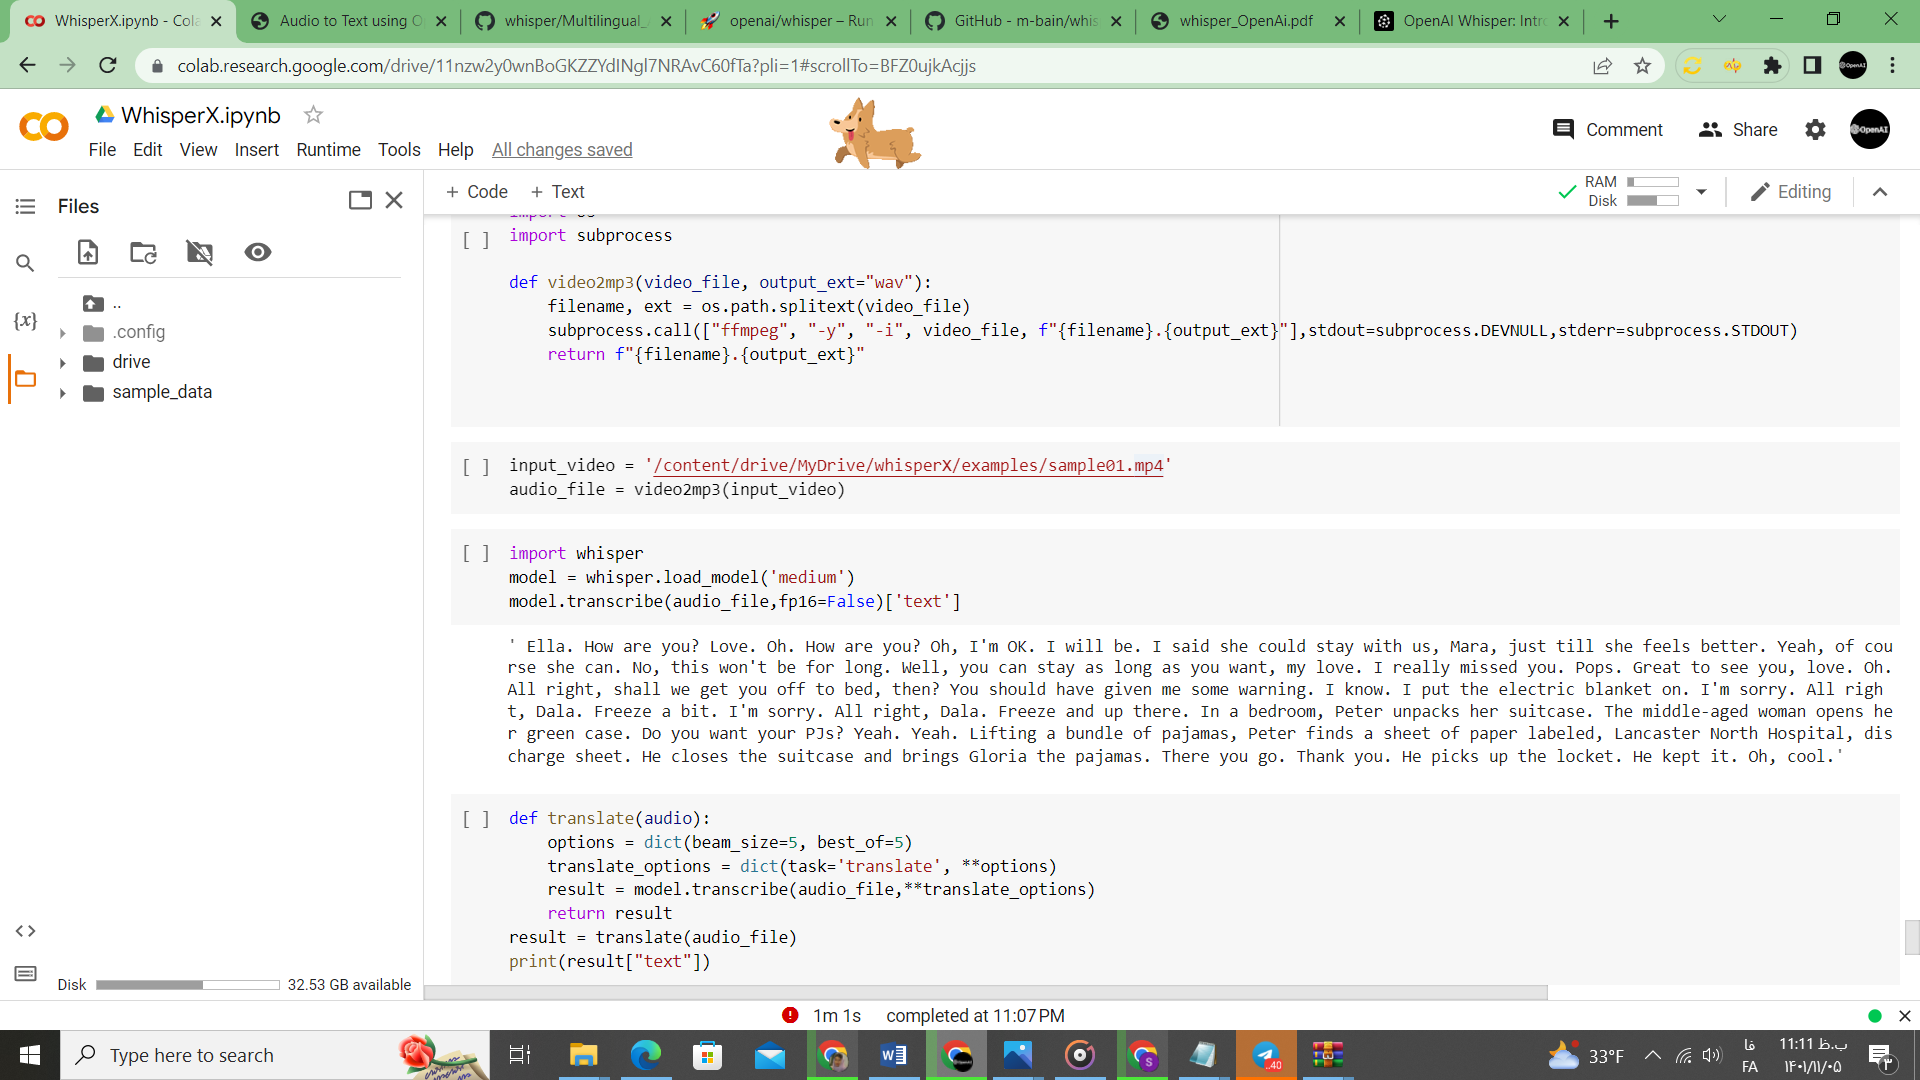 WhisperX.ipynb - Cola
Audio to Text using O
whisper/Multilingual_
openai/whisper – Run
GitHub - m-bain/whis
whisper_OpenAi.pdf
OpenAI Whisper: Intro
colab.research.google.com/drive/11nzw2y0wnBoGKZZYdINgl7NRAvC60fTa?pli=1#scrollTo=BFZ0ujkAcjjs
WhisperX.ipynb
File Edit View Insert Runtime Tools Help All changes saved
Comment
Share
OpenAI
Files
+ Code + Text
RAM
Disk
Editing
..
.config
drive
sample_data
{x}
import os
[ ] import subprocess
def video2mp3(video_file, output_ext="wav"):
filename, ext = os.path.splitext(video_file)
subprocess.call(["ffmpeg", "-y", "-i", video_file, f"{filename}.{output_ext}"],stdout=subprocess.DEVNULL,stderr=subprocess.STDOUT)
return f"{filename}.{output_ext}"
[ ] input_video = '/content/drive/MyDrive/whisperX/examples/sample01.mp4'
audio_file = video2mp3(input_video)
[ ] import whisper
model = whisper.load_model('medium')
model.transcribe(audio_file,fp16=False)['text']
' Ella. How are you? Love. Oh. How are you? Oh, I'm OK. I will be. I said she could stay with us, Mara, just till she feels better. Yeah, of cou
rse she can. No, this won't be for long. Well, you can stay as long as you want, my love. I really missed you. Pops. Great to see you, love. Oh.
All right, shall we get you off to bed, then? You should have given me some warning. I know. I put the electric blanket on. I'm sorry. All righ
t, Dala. Freeze a bit. I'm sorry. All right, Dala. Freeze and up there. In a bedroom, Peter unpacks her suitcase. The middle-aged woman opens he
r green case. Do you want your PJs? Yeah. Yeah. Lifting a bundle of pajamas, Peter finds a sheet of paper labeled, Lancaster North Hospital, dis
charge sheet. He closes the suitcase and brings Gloria the pajamas. There you go. Thank you. He picks up the locket. He kept it. Oh, cool.'
[ ] def translate(audio):
options = dict(beam_size=5, best_of=5)
translate_options = dict(task='translate', **options)
result = model.transcribe(audio_file,**translate_options)
return result
result = translate(audio_file)
print(result["text"])
Disk
32.53 GB available
1m 1s completed at 11:07 PM
Type here to search
33°F
فا
FA
11:11 ب.ظ
۱۴۰۱/۱۱/۰۵
۳
.40